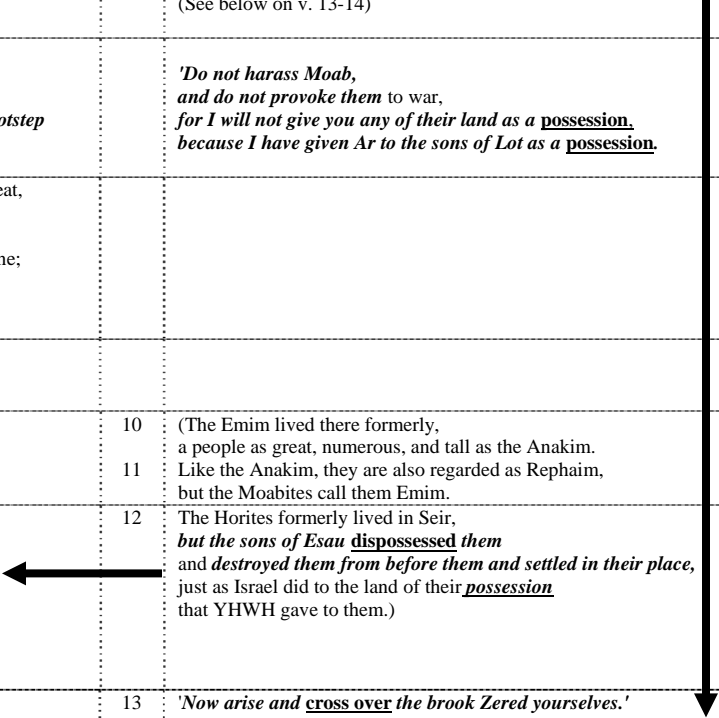 (See below on v. 13-14)
'Do not harass Moab,
and do not provoke them to war,
otstep for I will not give you any of their land as a possession,
because I have given Ar to the sons of Lot as a possession.
eat,
ne;
10 (The Emim lived there formerly,
a people as great, numerous, and tall as the Anakim.
11 Like the Anakim, they are also regarded as Rephaim,
but the Moabites call them Emim.
12 The Horites formerly lived in Seir,
but the sons of Esau dispossessed them
and destroyed them from before them and settled in their place,
just as Israel did to the land of their possession
that YHWH gave to them.)
13 'Now arise and cross over the brook Zered yourselves.'